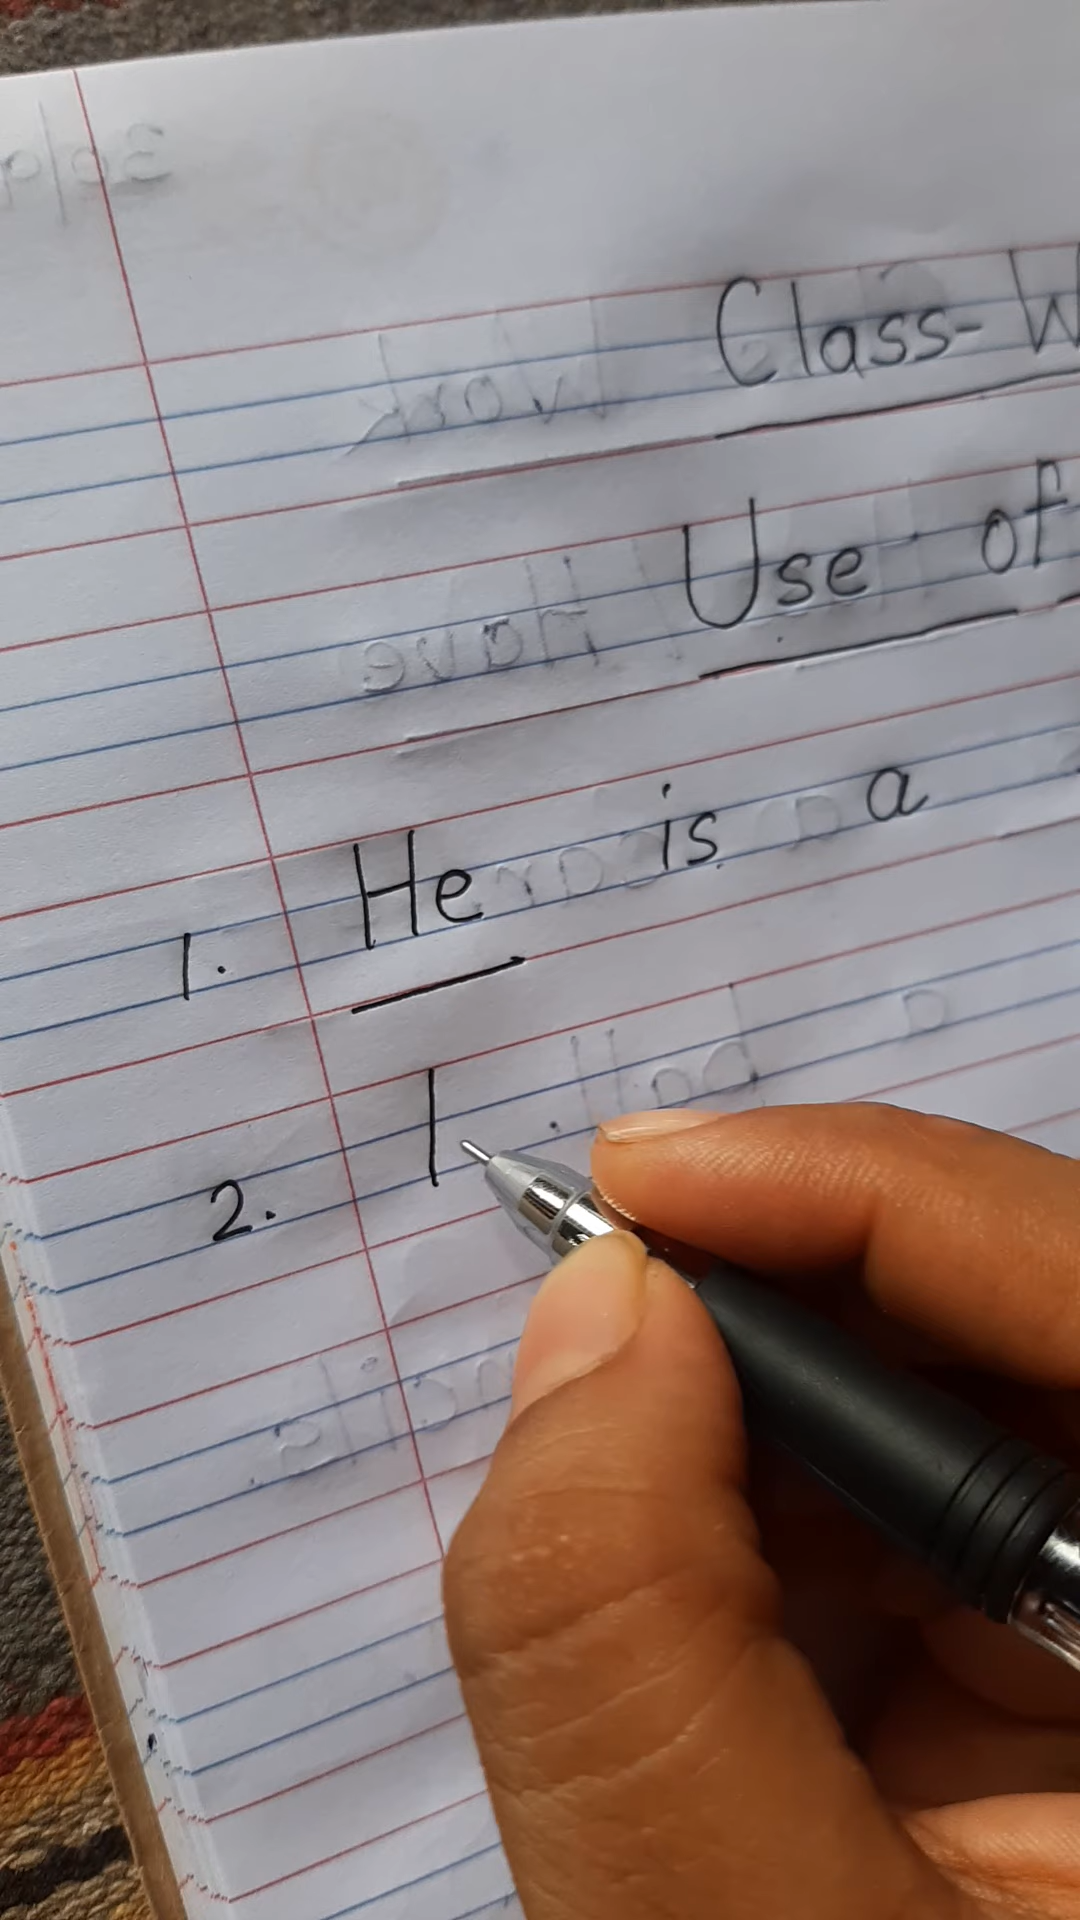 Class-W
Use of
1. He is a
2. I